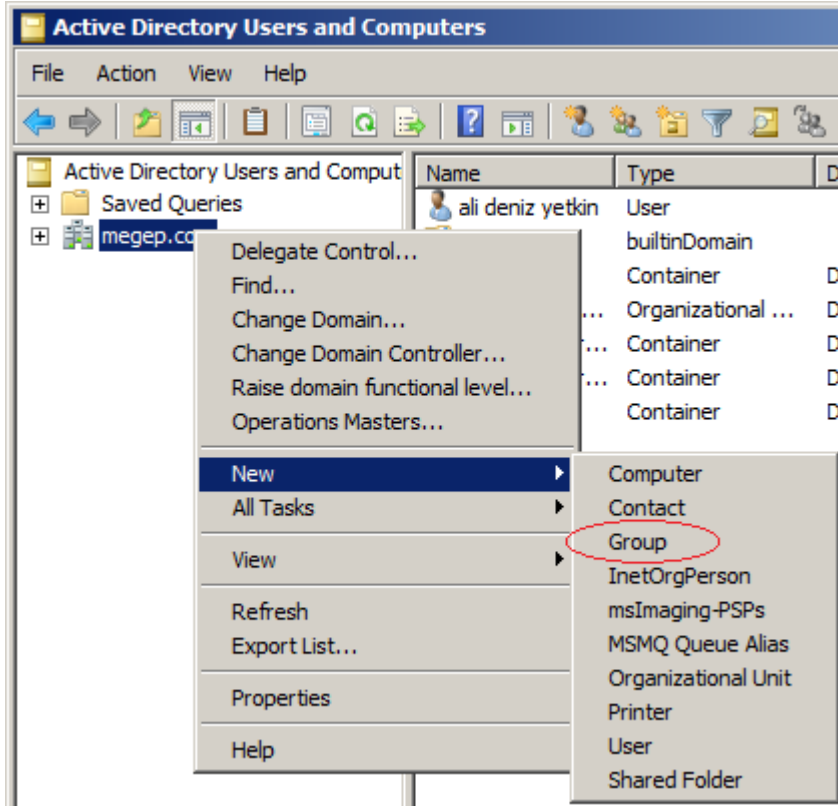 Active Directory Users and Computers
File Action View Help
Active Directory Users and Comput
Saved Queries
megep.co
Name Type D
ali deniz yetkin User
builtinDomain
Container D
... Organizational ... D
... Container D
... Container D
Container D
Delegate Control...
Find...
Change Domain...
Change Domain Controller...
Raise domain functional level...
Operations Masters...
New
All Tasks
View
Refresh
Export List...
Properties
Help
Computer
Contact
Group
InetOrgPerson
msImaging-PSPs
MSMQ Queue Alias
Organizational Unit
Printer
User
Shared Folder